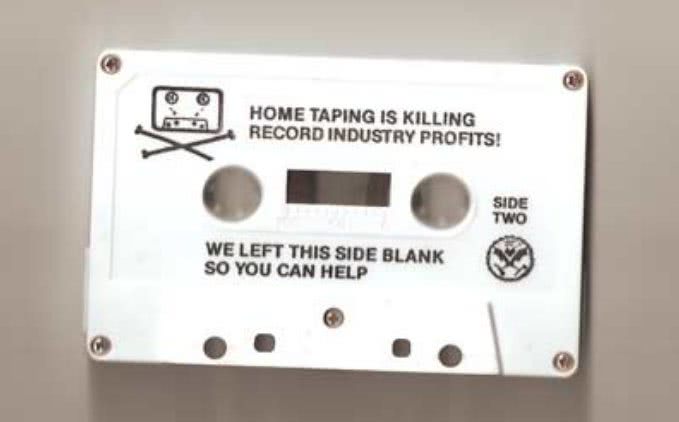 HOME TAPING IS KILLING
RECORD INDUSTRY PROFITS!
SIDE
TWO
WE LEFT THIS SIDE BLANK
SO YOU CAN HELP